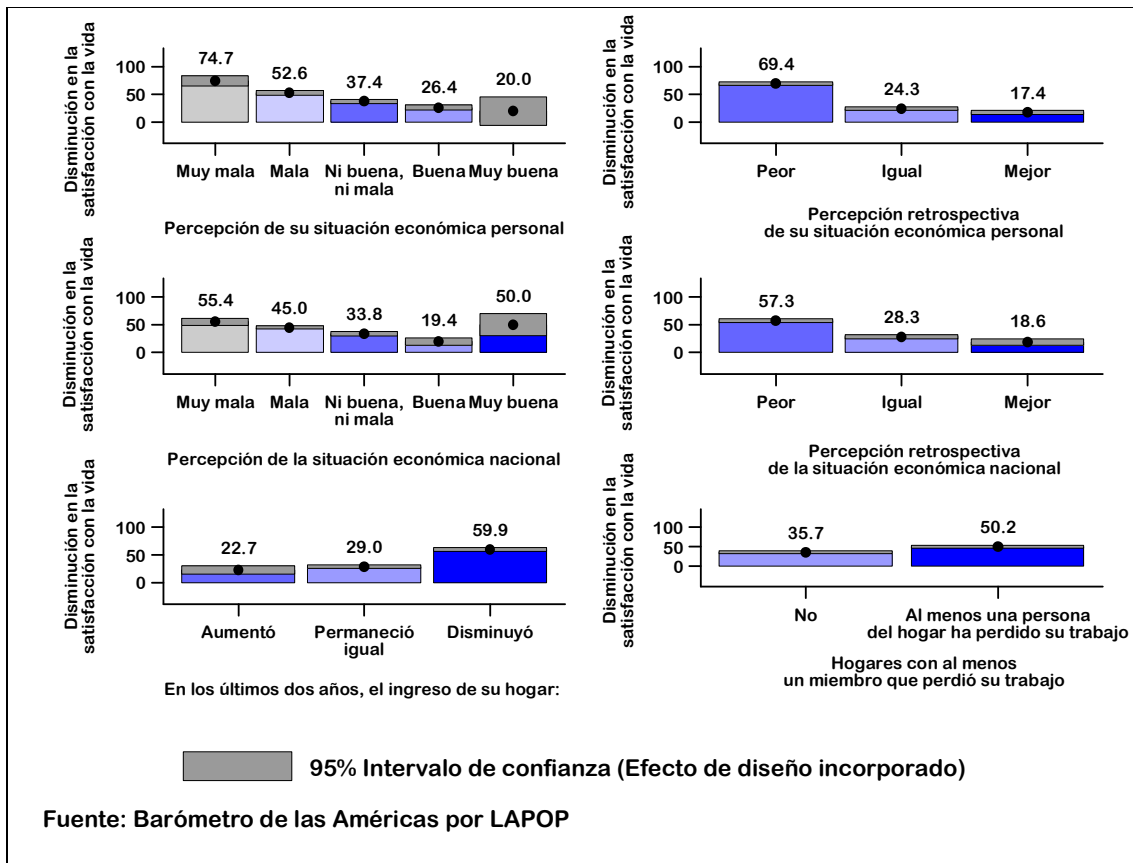 Disminución en la
satisfacción con la vida
100
50
0
74.7
52.6
37.4
26.4
20.0
Muy mala
Mala
Ni buena,
ni mala
Buena
Muy buena
Percepción de su situación económica personal
Disminución en la
satisfacción con la vida
100
50
0
69.4
24.3
17.4
Peor
Igual
Mejor
Percepción retrospectiva
de su situación económica personal
Disminución en la
satisfacción con la vida
100
50
0
55.4
45.0
33.8
19.4
50.0
Muy mala
Mala
Ni buena,
ni mala
Buena
Muy buena
Percepción de la situación económica nacional
Disminución en la
satisfacción con la vida
100
50
0
57.3
28.3
18.6
Peor
Igual
Mejor
Percepción retrospectiva
de la situación económica nacional
Disminución en la
satisfacción con la vida
100
50
0
22.7
29.0
59.9
Aumentó
Permaneció
igual
Disminuyó
En los últimos dos años, el ingreso de su hogar:
Disminución en la
satisfacción con la vida
100
50
0
35.7
50.2
No
Al menos una persona
del hogar ha perdido su trabajo
Hogares con al menos
un miembro que perdió su trabajo
95% Intervalo de confianza (Efecto de diseño incorporado)
Fuente: Barómetro de las Américas por LAPOP